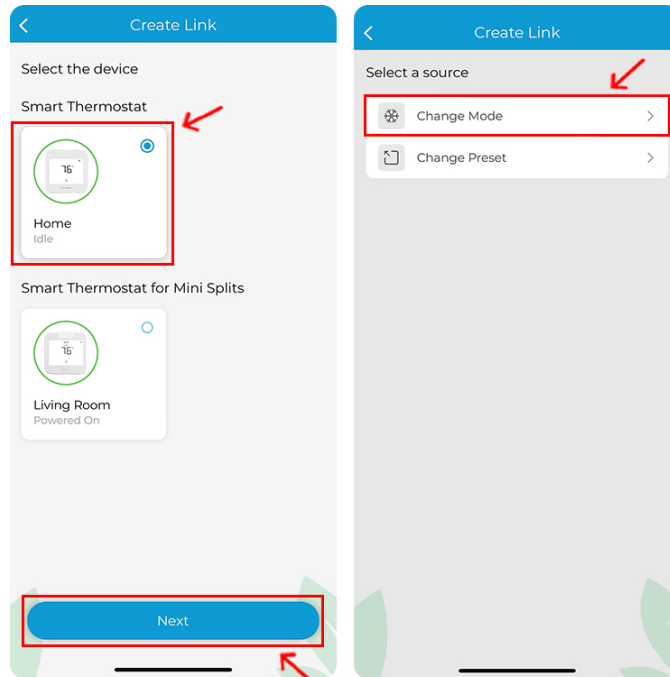 Create Link
Select the device
Smart Thermostat
76°
Home
Idle
Smart Thermostat for Mini Splits
76°
Living Room
Powered On
Next
Create Link
Select a source
Change Mode
Change Preset